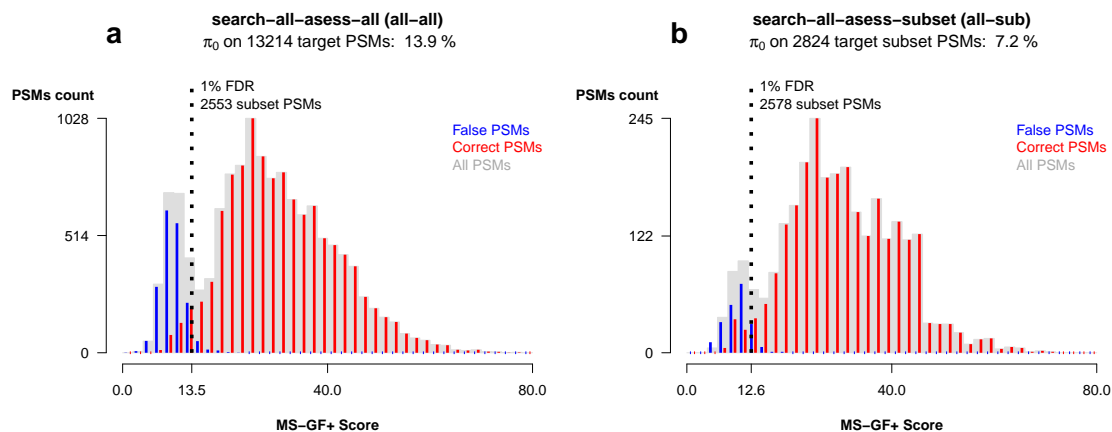 a
search−all−asess−all (all−all)
π0 on 13214 target PSMs: 13.9 %
PSMs count
1% FDR
2553 subset PSMs
False PSMs
Correct PSMs
All PSMs
1028
514
0
0.0
13.5
40.0
80.0
MS−GF+ Score
b
search−all−asess−subset (all−sub)
π0 on 2824 target subset PSMs: 7.2 %
PSMs count
1% FDR
2578 subset PSMs
False PSMs
Correct PSMs
All PSMs
245
122
0
0.0
12.6
40.0
80.0
MS−GF+ Score